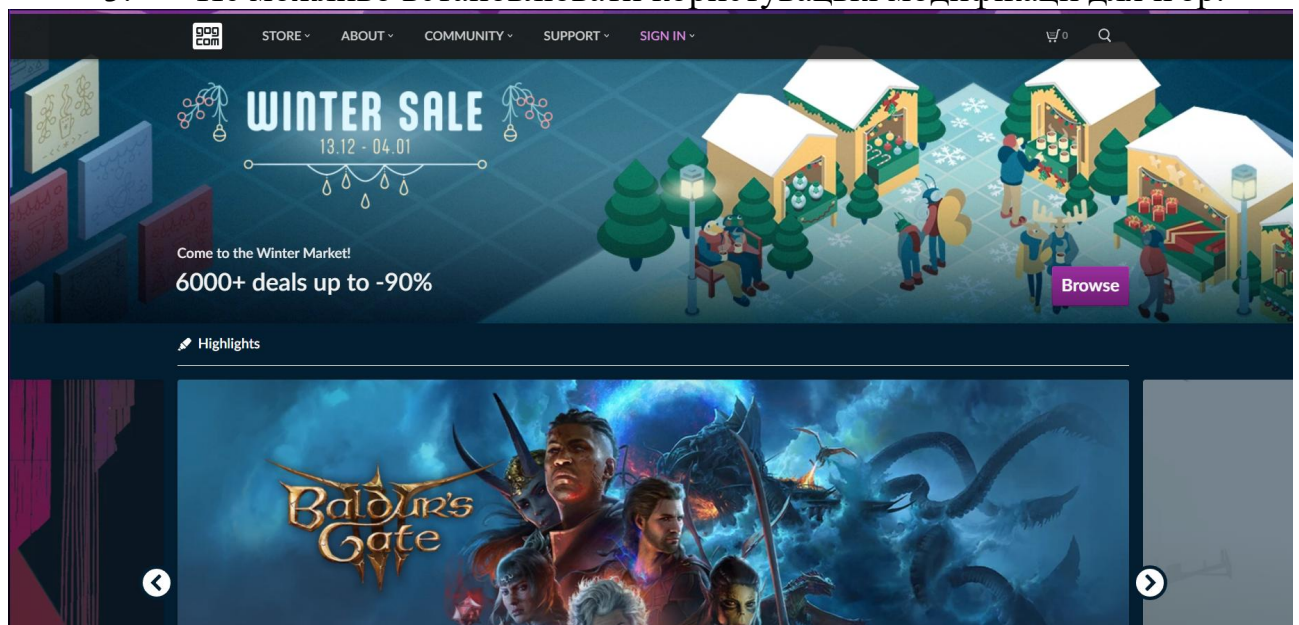 gog
com
STORE ABOUT COMMUNITY SUPPORT SIGN IN 0
WINTER SALE
13.12 - 04.01
Come to the Winter Market!
6000+ deals up to -90%
Browse
Highlights
Baldur's
Gate
III